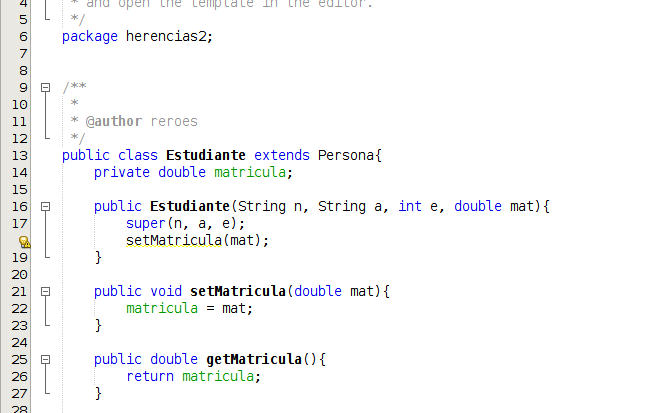 4 * and open the template in the editor.
5 */
6 package herencias2;
7
8
9 /**
10 *
11 * @author reroes
12 */
13 public class Estudiante extends Persona{
14 private double matricula;
15
16 public Estudiante(String n, String a, int e, double mat){
17 super(n, a, e);
setMatricula(mat);
19 }
20
21 public void setMatricula(double mat){
22 matricula = mat;
23 }
24
25 public double getMatricula(){
26 return matricula;
27 }
28